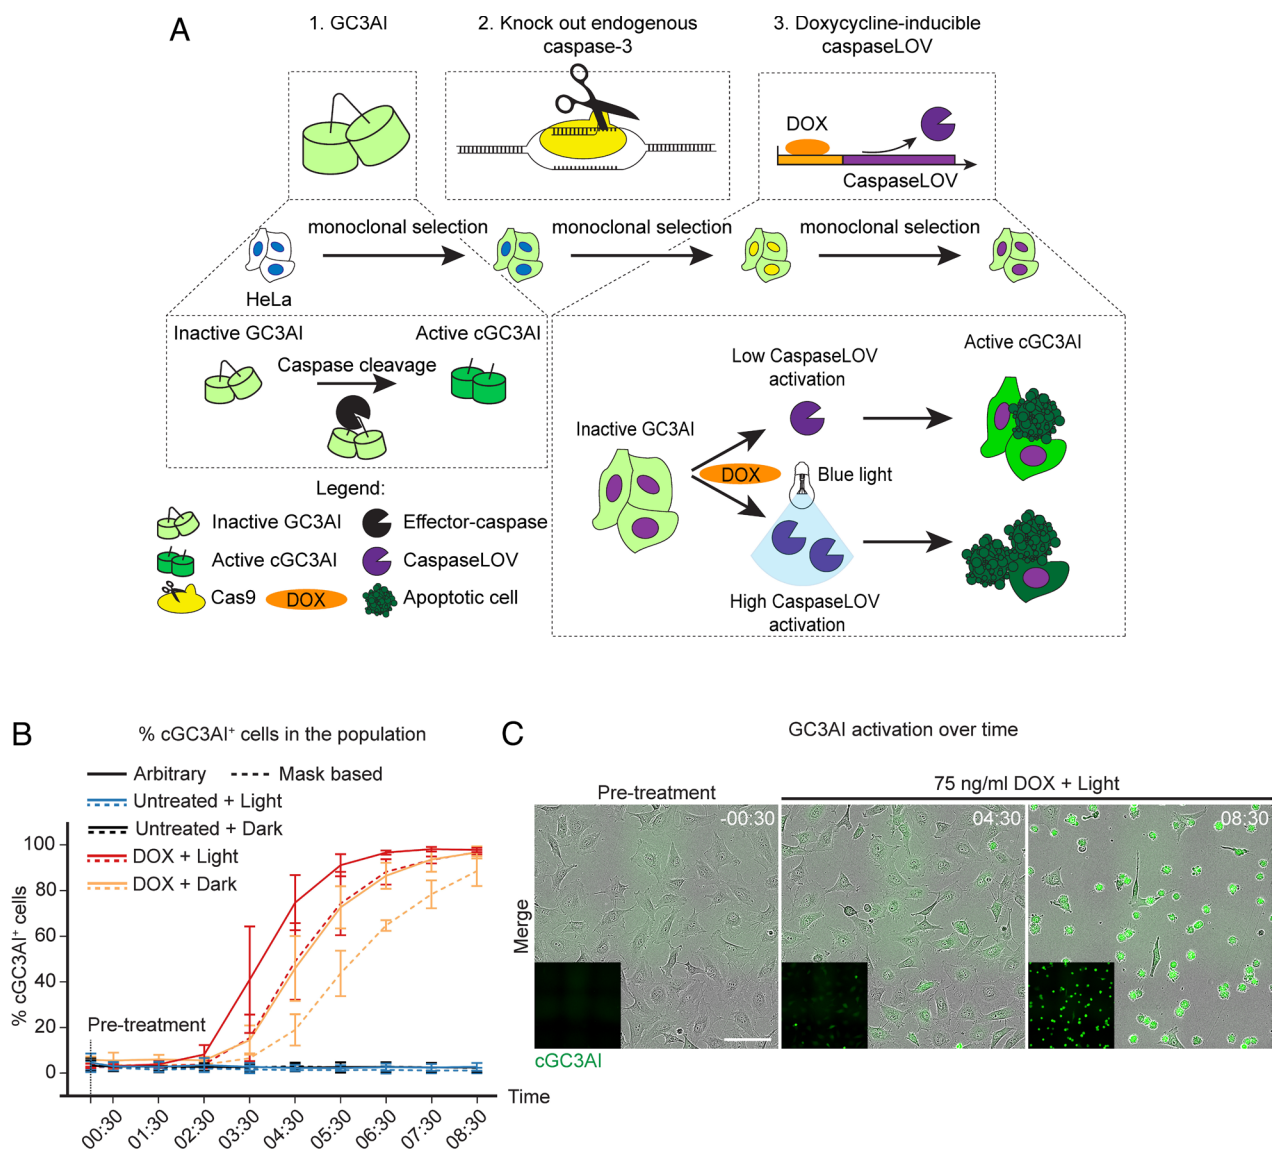 A
1. GC3AI
2. Knock out endogenous
caspase-3
3. Doxycycline-inducible
caspaseLOV
DOX
CaspaseLOV
monoclonal selection
monoclonal selection
monoclonal selection
HeLa
Inactive GC3AI
Active cGC3AI
Caspase cleavage
Legend:
Inactive GC3AI
Effector-caspase
Active cGC3AI
CaspaseLOV
Cas9
DOX
Apoptotic cell
Low CaspaseLOV
activation
Active cGC3AI
Inactive GC3AI
DOX
Blue light
High CaspaseLOV
activation
B
% cGC3AI⁺ cells in the population
Arbitrary
Mask based
Untreated + Light
Untreated + Dark
DOX + Light
DOX + Dark
% cGC3AI⁺ cells
100
80
60
40
20
0
Pre-treatment
00:30
01:30
02:30
03:30
04:30
05:30
06:30
07:30
08:30
Time
C
GC3AI activation over time
Pre-treatment
75 ng/ml DOX + Light
-00:30
04:30
08:30
Merge
cGC3AI